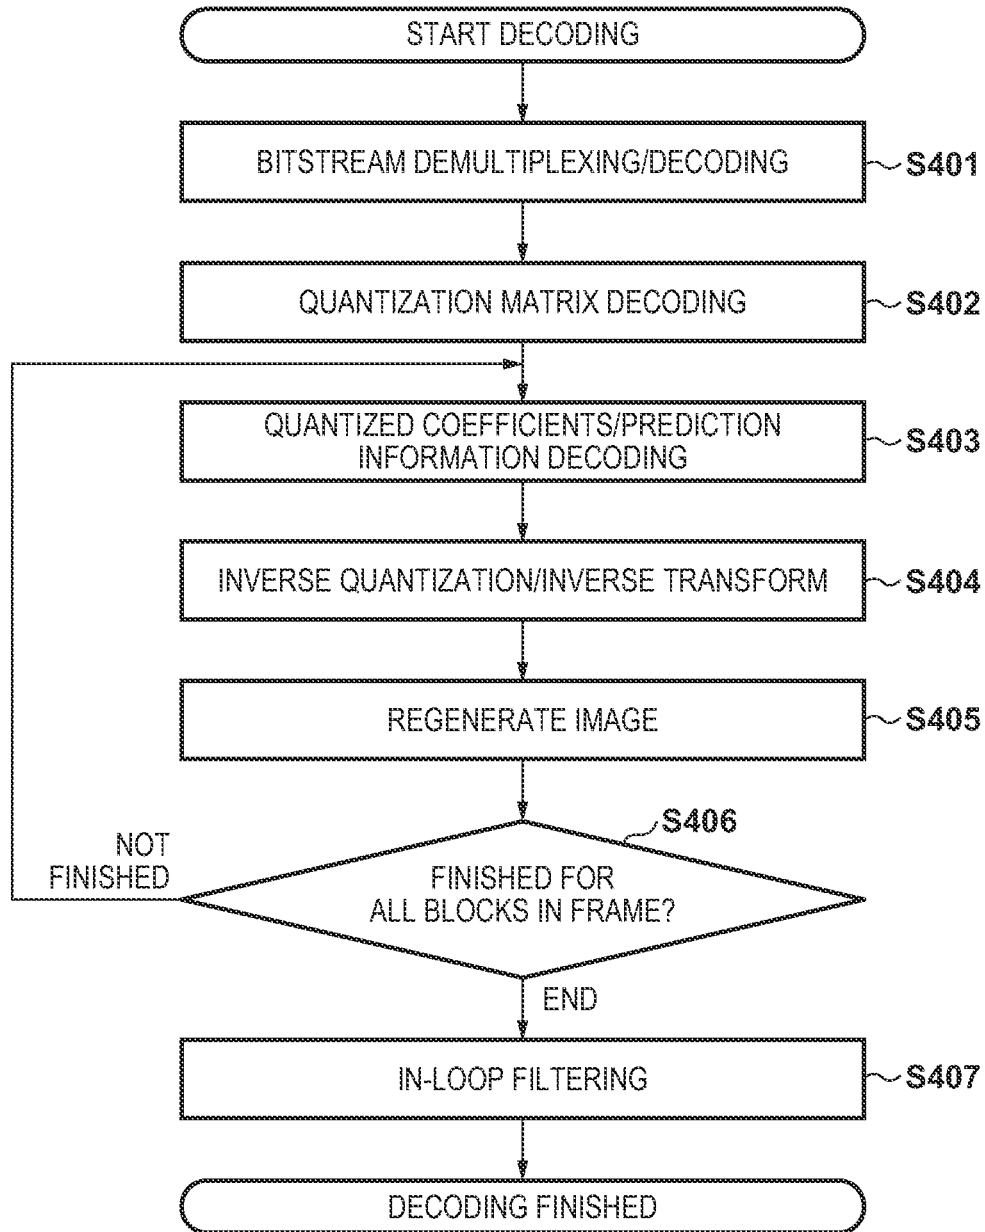 START DECODING
BITSTREAM DEMULTIPLEXING/DECODING
S401
QUANTIZATION MATRIX DECODING
S402
QUANTIZED COEFFICIENTS/PREDICTION
INFORMATION DECODING
S403
INVERSE QUANTIZATION/INVERSE TRANSFORM
S404
REGENERATE IMAGE
S405
S406
NOT
FINISHED
FINISHED FOR
ALL BLOCKS IN FRAME?
END
IN-LOOP FILTERING
S407
DECODING FINISHED